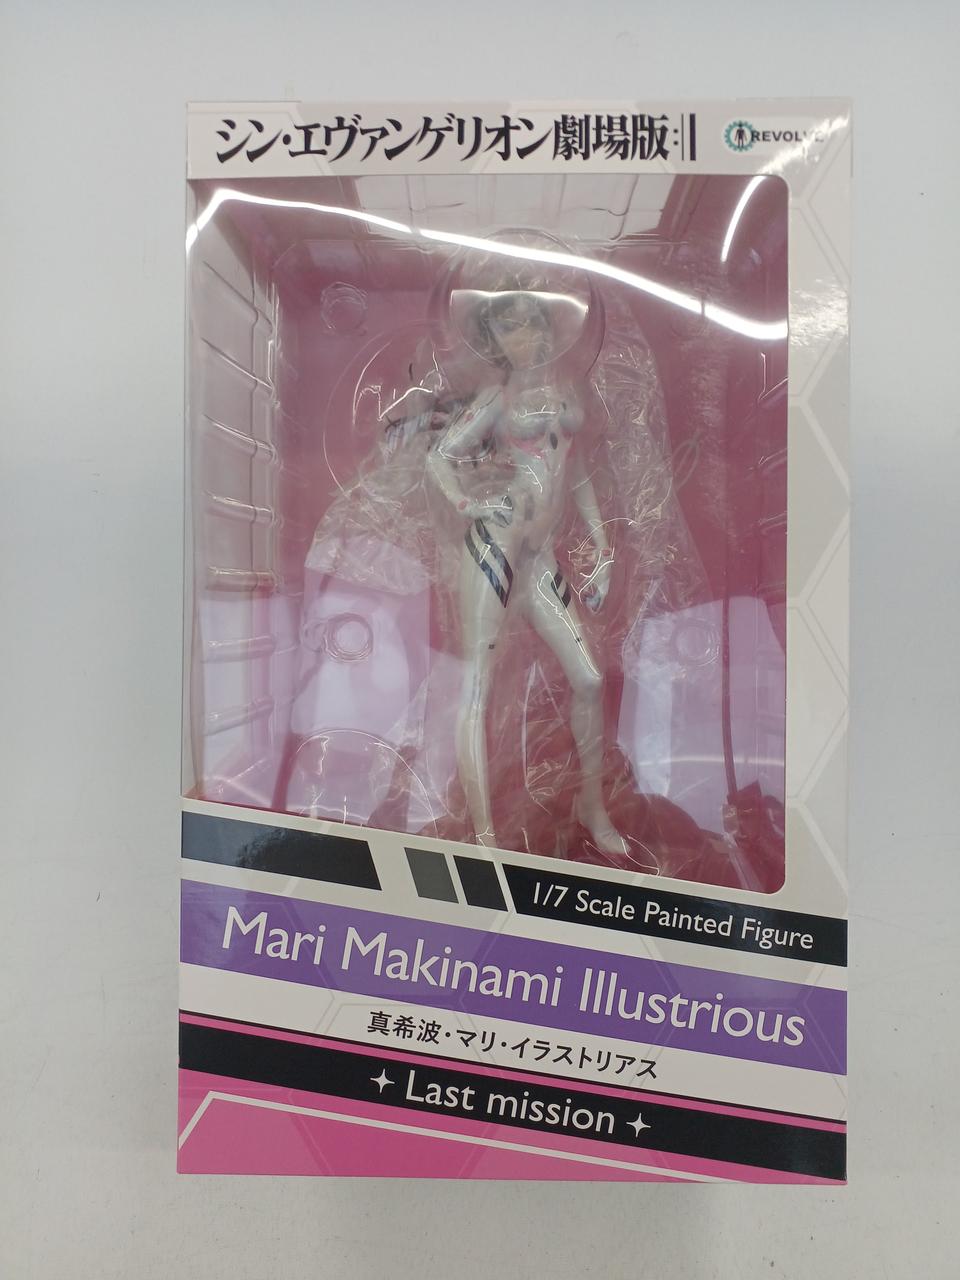 シン・エヴァンゲリオン劇場版:||
REVOLVE
1/7 Scale Painted Figure
Mari Makinami Illustrious
真希波・マリ・イラストリアス
Last mission